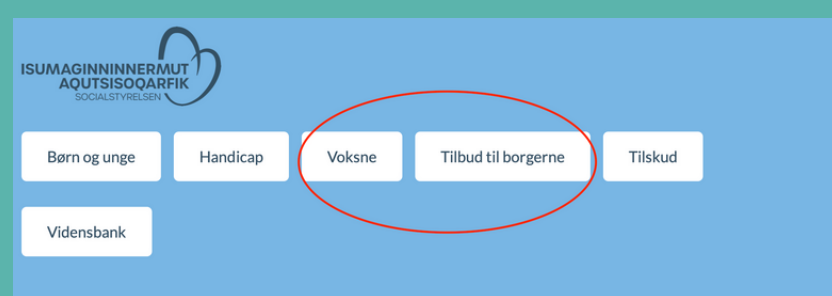 ISUMAGINNINNERMUT
AQUTSISOQARFIK
SOCIALSTYRELSEN
Børn og unge Handicap Voksne Tilbud til borgerne Tilskud
Vidensbank